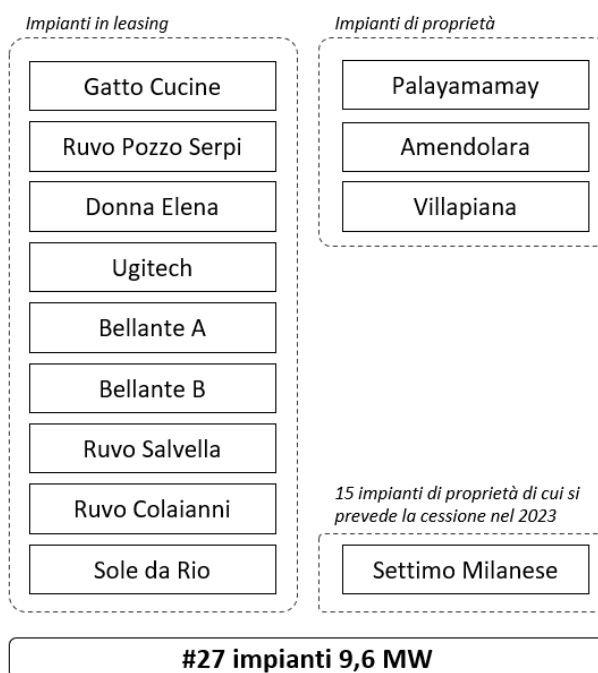 Impianti in leasing
Gatto Cucine
Ruvo Pozzo Serpi
Donna Elena
Ugitech
Bellante A
Bellante B
Ruvo Salvella
Ruvo Colaianni
Sole da Rio
Impianti di proprietà
Palayamamay
Amendolara
Villapiana
15 impianti di proprietà di cui si
prevede la cessione nel 2023
Settimo Milanese
#27 impianti 9,6 MW